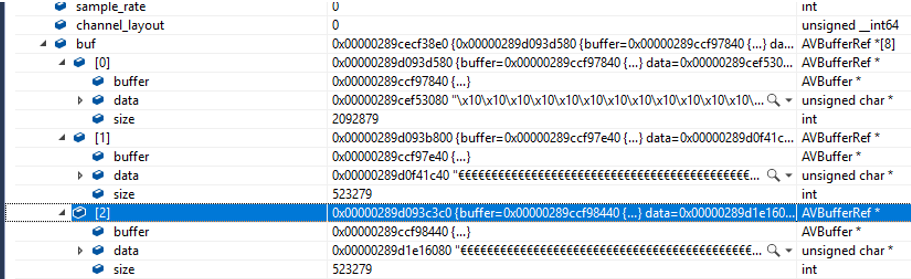 sample_rate 0 int
channel_layout 0 unsigned __int64
buf 0x00000289cecf38e0 {0x00000289d093d580 {buffer=0x00000289ccf97840 {...} da... AVBufferRef *[8]
[0] 0x00000289d093d580 {buffer=0x00000289ccf97840 {...} data=0x00000289cef530... AVBufferRef *
buffer 0x00000289ccf97840 {...} AVBuffer *
data 0x00000289cef53080 "\x10\x10\x10\x10\x10\x10\x10\x10\x10\x10\x10\x10\... unsigned char *
size 2092879 int
[1] 0x00000289d093b800 {buffer=0x00000289ccf97e40 {...} data=0x00000289d0f41c... AVBufferRef *
buffer 0x00000289ccf97e40 {...} AVBuffer *
data 0x00000289d0f41c40 "€€€€€€€€€€€€€€€€€€€€€€€€€€€€€€€€€€€€€€€€€€... unsigned char *
size 523279 int
[2] 0x00000289d093c3c0 {buffer=0x00000289ccf98440 {...} data=0x00000289d1e160... AVBufferRef *
buffer 0x00000289ccf98440 {...} AVBuffer *
data 0x00000289d1e16080 "€€€€€€€€€€€€€€€€€€€€€€€€€€€€€€€€€€€€€€€€€€... unsigned char *
size 523279 int